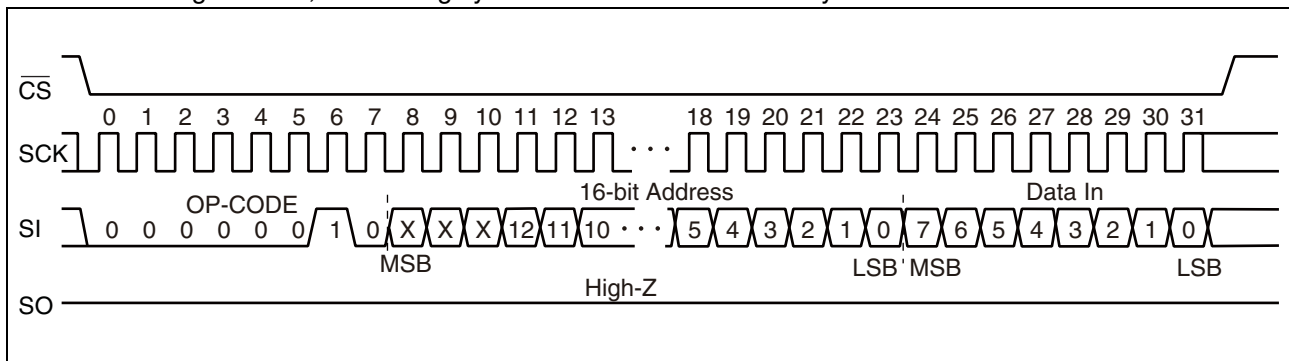 CS
0 1 2 3 4 5 6 7 8 9 10 11 12 13 18 19 20 21 22 23 24 25 26 27 28 29 30 31
SCK ···
OP-CODE 16-bit Address Data In
SI 0 0 0 0 0 0 1 0 X X X 12 11 10 ··· 5 4 3 2 1 0 7 6 5 4 3 2 1 0
MSB LSB MSB LSB
High-Z
SO